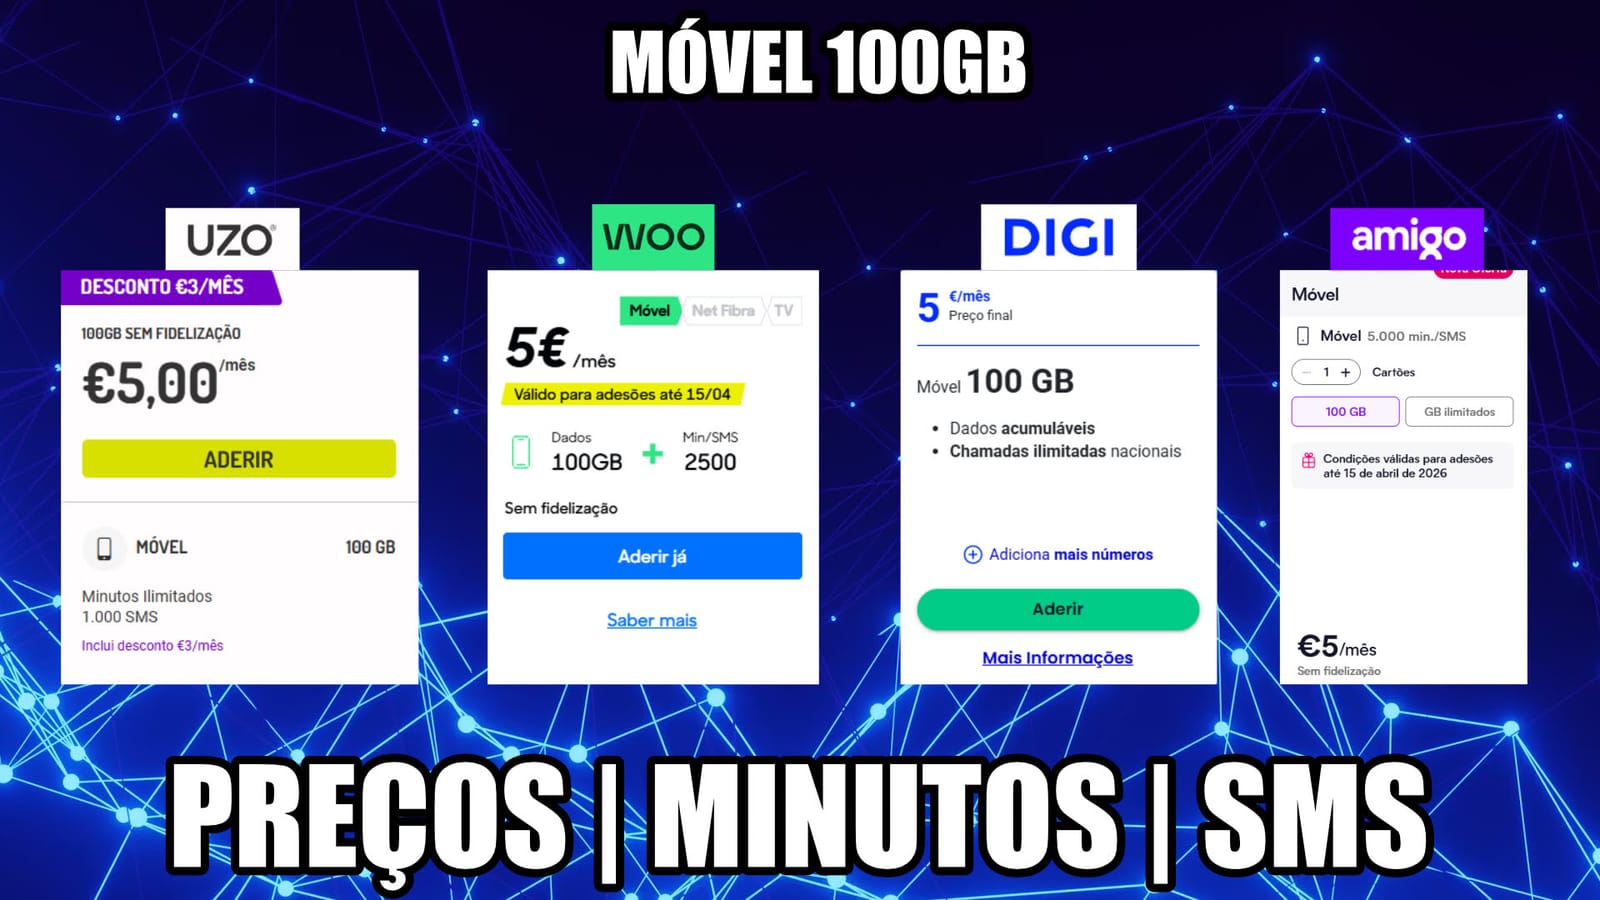 MÓVEL 100GB
UZO®
DESCONTO €3/MÊS
100GB SEM FIDELIZAÇÃO
€5,00/mês
ADERIR
MÓVEL 100 GB
Minutos Ilimitados
1.000 SMS
Inclui desconto €3/mês
WOO
Móvel Net Fibra TV
5€ /mês
Válido para adesões até 15/04
Dados Min/SMS
100GB + 2500
Sem fidelização
Aderir já
Saber mais
DIGI
5 €/mês
Preço final
Móvel 100 GB
• Dados acumuláveis
• Chamadas ilimitadas nacionais
Adiciona mais números
Aderir
Mais Informações
amigo
Nova Oferta
Móvel
Móvel 5.000 min./SMS
− 1 + Cartões
100 GB GB ilimitados
Condições válidas para adesões
até 15 de abril de 2026
€5/mês
Sem fidelização
PREÇOS | MINUTOS | SMS